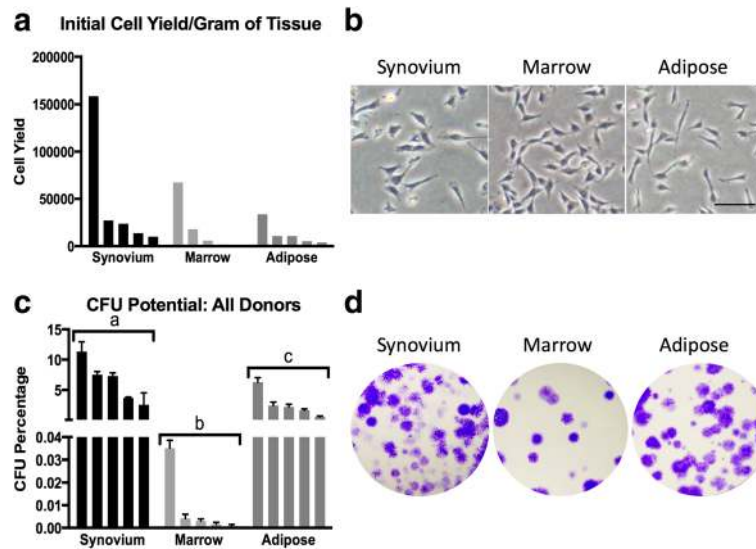 a Initial Cell Yield/Gram of Tissue
200000
150000
100000
50000
0
Cell Yield
Synovium Marrow Adipose
b
Synovium Marrow Adipose
c CFU Potential: All Donors
15
10
5
0.04
0.03
0.02
0.01
0.00
CFU Percentage
a
b
c
Synovium Marrow Adipose
d
Synovium Marrow Adipose